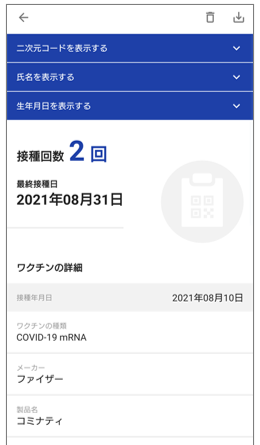 二次元コードを表示する
氏名を表示する
生年月日を表示する
接種回数 2 回
最終接種日
2021年08月31日
ワクチンの詳細
接種年月日 2021年08月10日
ワクチンの種類
COVID-19 mRNA
メーカー
ファイザー
製品名
コミナティ